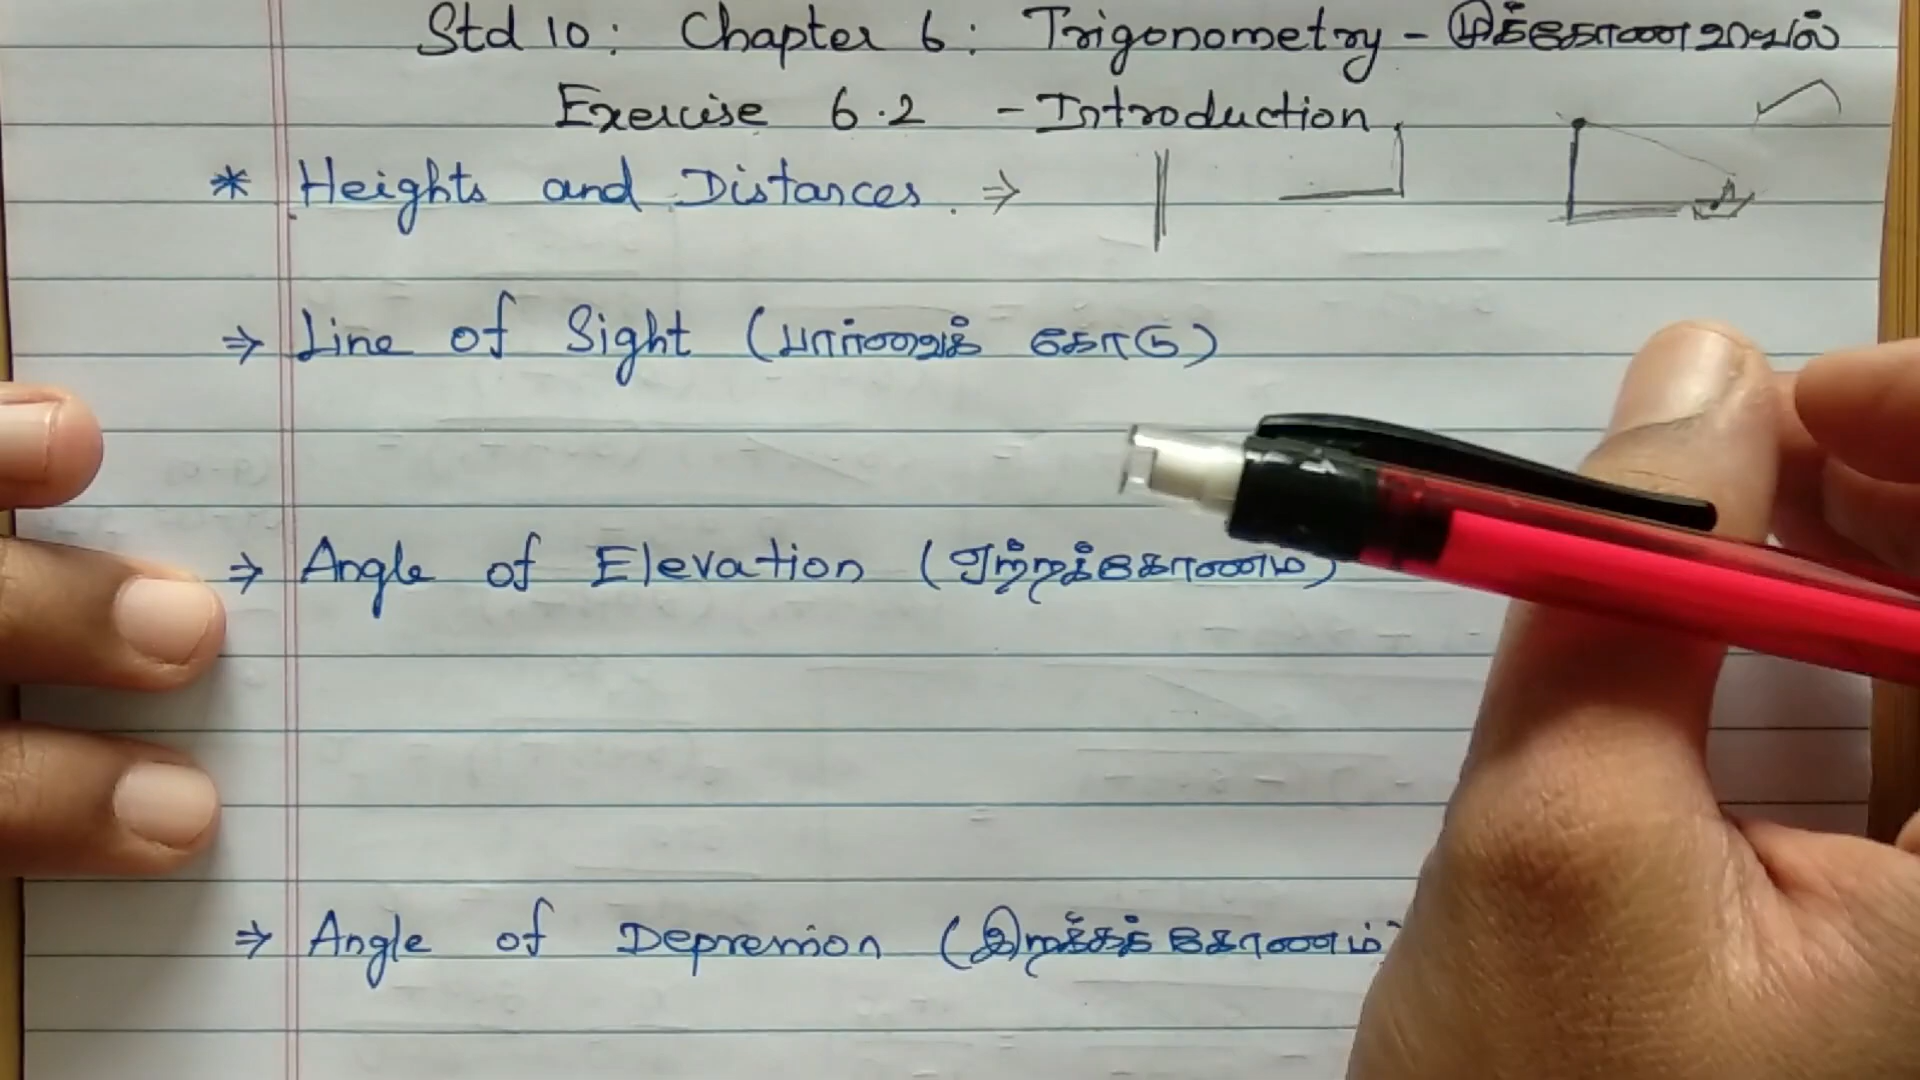 Std 10: Chapter 6: Trigonometry - முக்கோணவியல்
Exercise 6.2 - Introduction
* Heights and Distances. ⇒
⇒ Line of Sight (பார்வைக் கோடு)
⇒ Angle of Elevation (ஏற்றக்கோணம்)
⇒ Angle of Depression (இறக்கக் கோணம்)